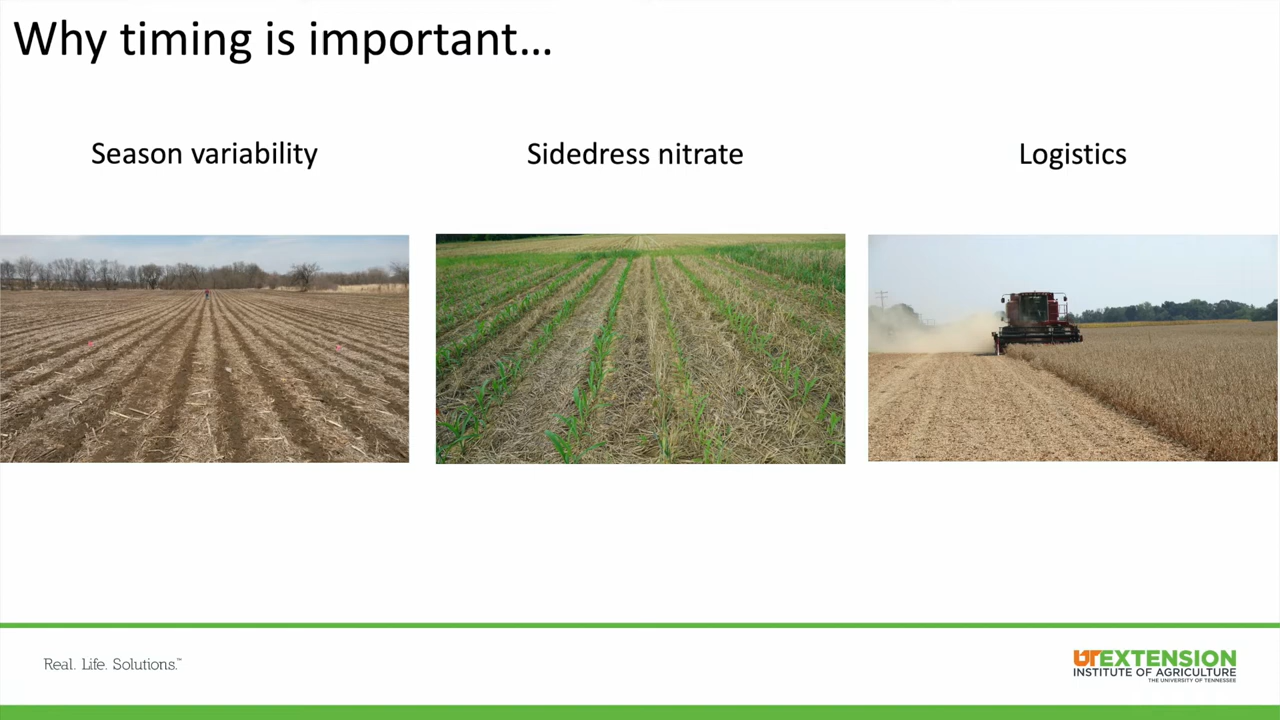 Why timing is important...
Season variability
Sidedress nitrate
Logistics
Real. Life. Solutions.™
UTEXTENSION
INSTITUTE OF AGRICULTURE
THE UNIVERSITY OF TENNESSEE